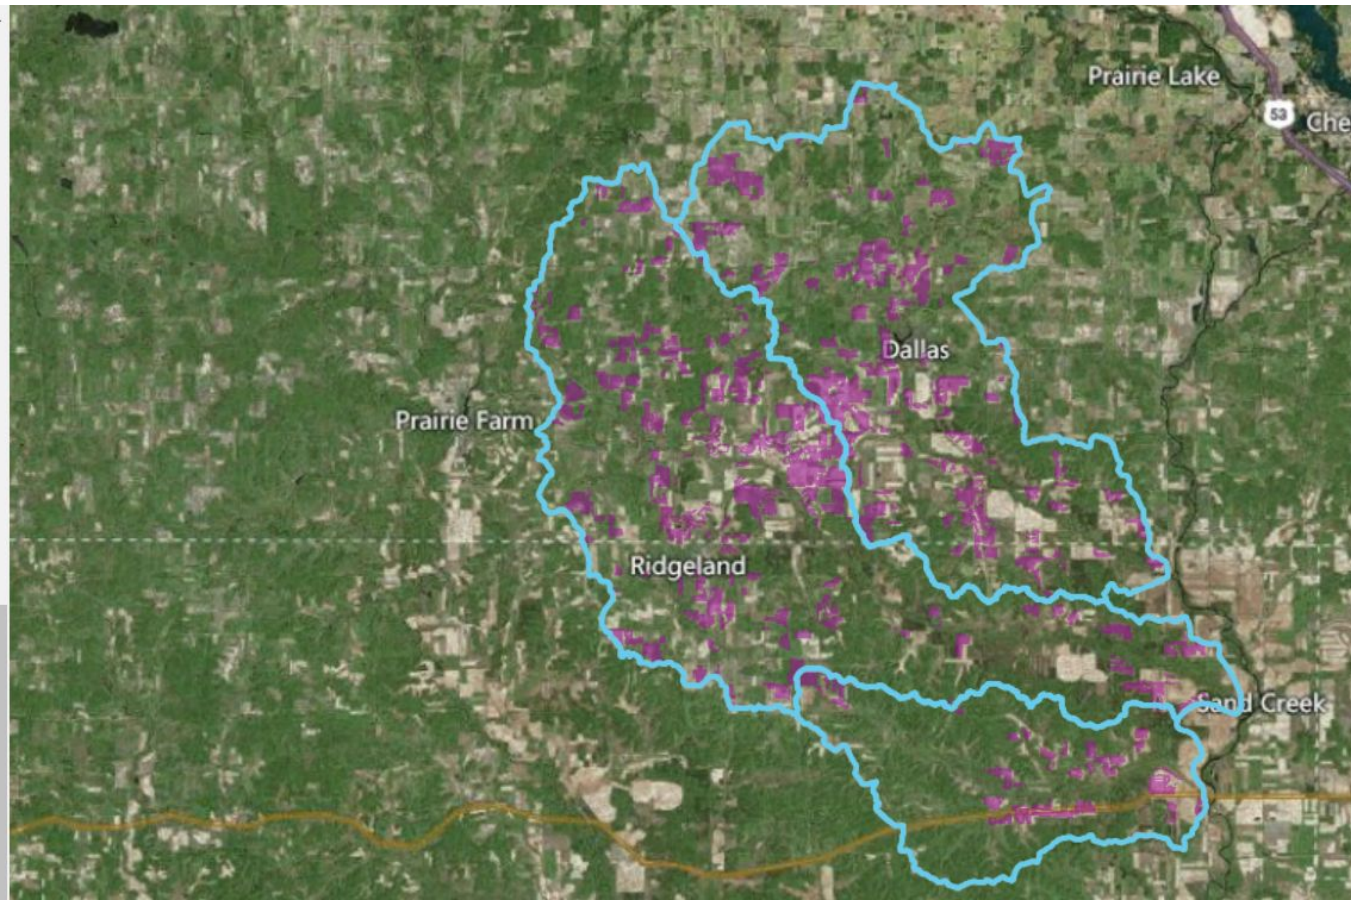 Prairie Lake
53
Che
Dallas
Prairie Farm
Ridgeland
Sand Creek